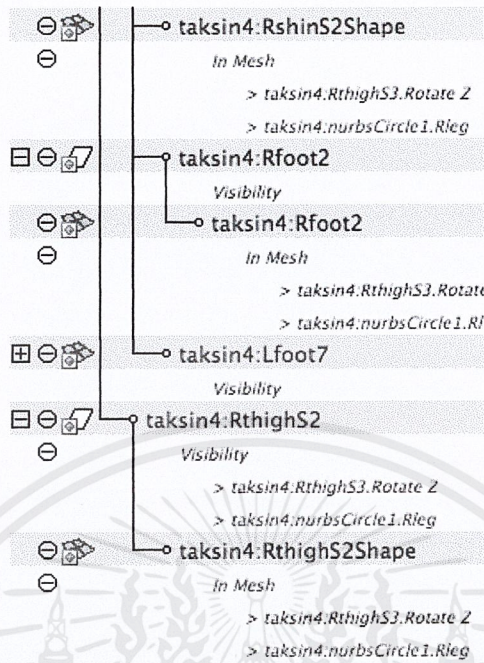 taksin4:RshinS2Shape
In Mesh
> taksin4:RthighS3.Rotate Z
> taksin4:nurbsCircle1.Rleg
taksin4:Rfoot2
Visibility
taksin4:Rfoot2
In Mesh
> taksin4:RthighS3.Rotate
> taksin4:nurbsCircle1.Rl
taksin4:Lfoot7
Visibility
taksin4:RthighS2
Visibility
> taksin4:RthighS3.Rotate Z
> taksin4:nurbsCircle1.Rleg
taksin4:RthighS2Shape
In Mesh
> taksin4:RthighS3.Rotate Z
> taksin4:nurbsCircle1.Rleg